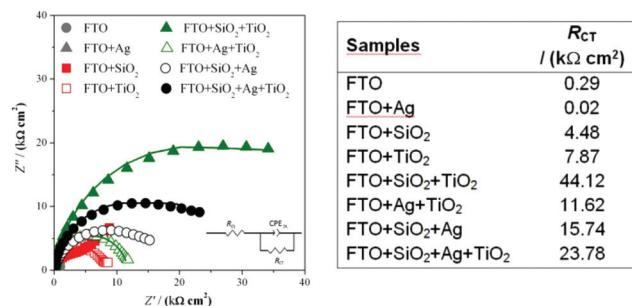 FTO
FTO+Ag
FTO+SiO₂
FTO+TiO₂
FTO+SiO₂+TiO₂
FTO+Ag+TiO₂
FTO+SiO₂+Ag
FTO+SiO₂+Ag+TiO₂
40
30
20
10
0
Z'' / (kΩ cm²)
0 10 20 30 40
Z' / (kΩ cm²)
CPE
R_CT
Samples R_CT / (kΩ cm²)
FTO 0.29
FTO+Ag 0.02
FTO+SiO₂ 4.48
FTO+TiO₂ 7.87
FTO+SiO₂+TiO₂ 44.12
FTO+Ag+TiO₂ 11.62
FTO+SiO₂+Ag 15.74
FTO+SiO₂+Ag+TiO₂ 23.78